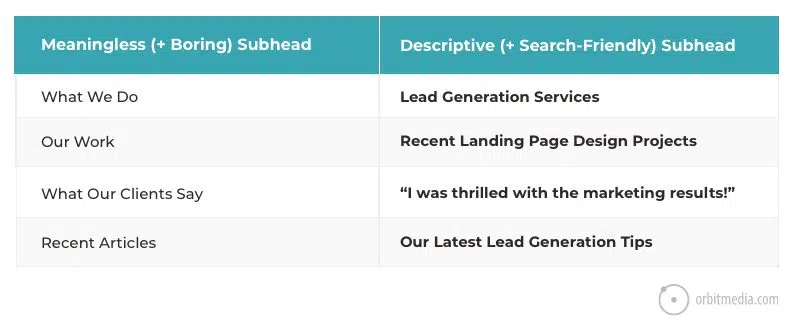 Meaningless (+ Boring) Subhead
Descriptive (+ Search-Friendly) Subhead
What We Do
Lead Generation Services
Our Work
Recent Landing Page Design Projects
What Our Clients Say
“I was thrilled with the marketing results!”
Recent Articles
Our Latest Lead Generation Tips
orbitmedia.com